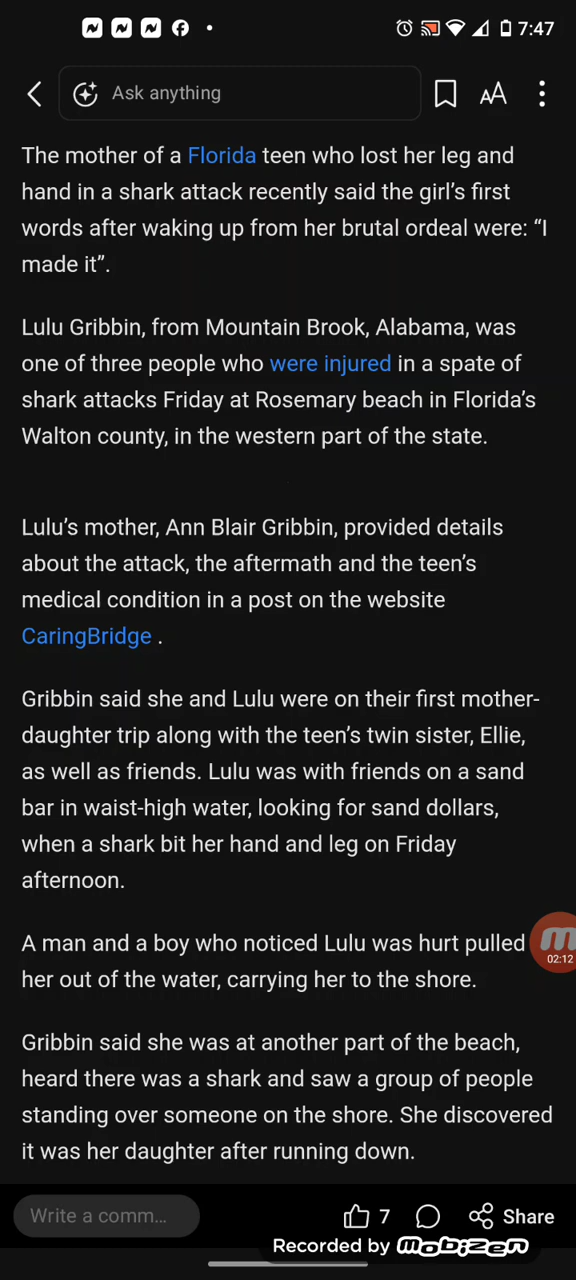 7:47
Ask anything
AA
The mother of a Florida teen who lost her leg and
hand in a shark attack recently said the girl’s first
words after waking up from her brutal ordeal were: “I
made it”.
Lulu Gribbin, from Mountain Brook, Alabama, was
one of three people who were injured in a spate of
shark attacks Friday at Rosemary beach in Florida’s
Walton county, in the western part of the state.
Lulu’s mother, Ann Blair Gribbin, provided details
about the attack, the aftermath and the teen’s
medical condition in a post on the website
CaringBridge .
Gribbin said she and Lulu were on their first mother-
daughter trip along with the teen’s twin sister, Ellie,
as well as friends. Lulu was with friends on a sand
bar in waist-high water, looking for sand dollars,
when a shark bit her hand and leg on Friday
afternoon.
A man and a boy who noticed Lulu was hurt pulled
her out of the water, carrying her to the shore.
02:12
Gribbin said she was at another part of the beach,
heard there was a shark and saw a group of people
standing over someone on the shore. She discovered
it was her daughter after running down.
Write a comm...
7
Share
Recorded by mobizen